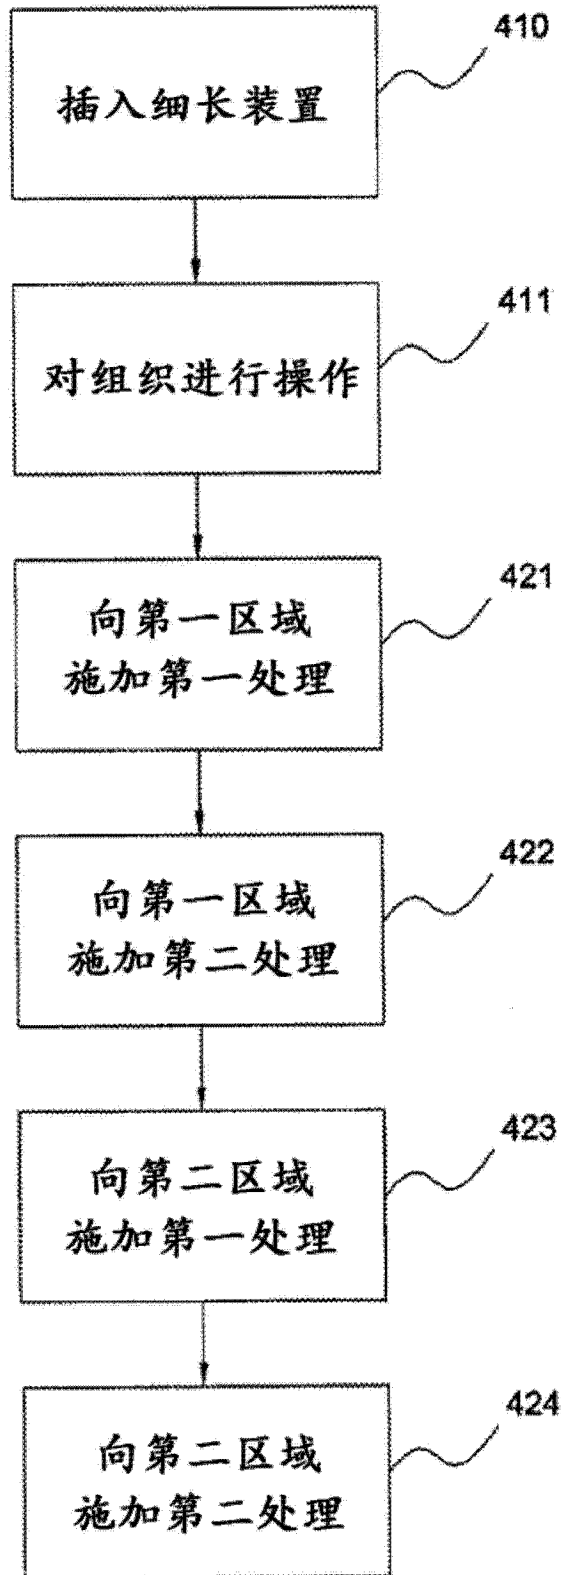 410
插入细长装置
411
对组织进行操作
421
向第一区域
施加第一处理
422
向第一区域
施加第二处理
423
向第二区域
施加第一处理
424
向第二区域
施加第二处理